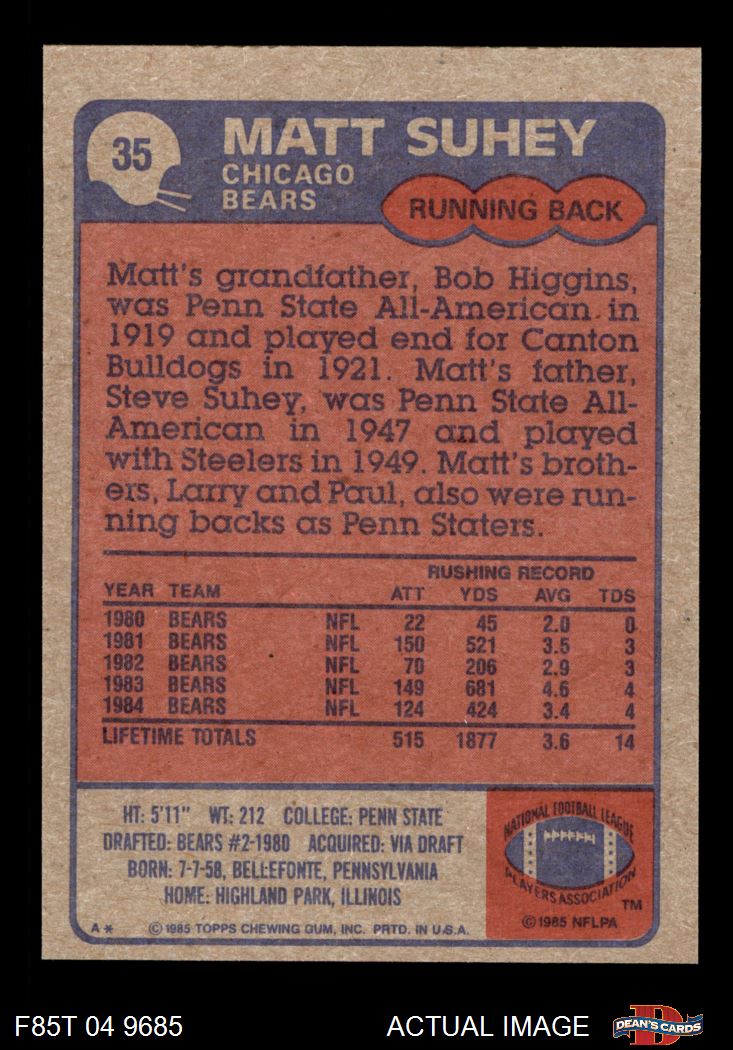 35
MATT SUHEY
CHICAGO
BEARS
RUNNING BACK
Matt's grandfather, Bob Higgins,
was Penn State All-American in
1919 and played end for Canton
Bulldogs in 1921. Matt's father,
Steve Suhey, was Penn State All-
American in 1947 and played
with Steelers in 1949. Matt's broth-
ers, Larry and Paul, also were run-
ning backs as Penn Staters.
RUSHING RECORD
YEAR TEAM ATT YDS AVG TDS
1980 BEARS NFL 22 45 2.0 0
1981 BEARS NFL 150 521 3.5 3
1982 BEARS NFL 70 206 2.9 3
1983 BEARS NFL 149 681 4.6 4
1984 BEARS NFL 124 424 3.4 4
LIFETIME TOTALS 515 1877 3.6 14
HT: 5'11" WT: 212 COLLEGE: PENN STATE
DRAFTED: BEARS #2-1980 ACQUIRED: VIA DRAFT
BORN: 7-7-58, BELLEFONTE, PENNSYLVANIA
HOME: HIGHLAND PARK, ILLINOIS
A* © 1985 TOPPS CHEWING GUM, INC. PRTD. IN U.S.A.
NATIONAL FOOTBALL LEAGUE
PLAYERS ASSOCIATION
TM
© 1985 NFLPA
F85T 04 9685
ACTUAL IMAGE
DEAN'S CARDS